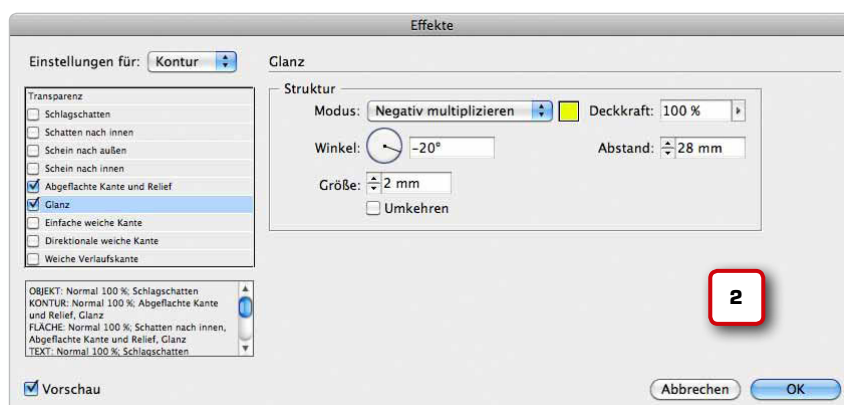 Effekte
Einstellungen für: Kontur
Glanz
Transparenz
Schlagschatten
Schatten nach innen
Schein nach außen
Schein nach innen
Abgeflachte Kante und Relief
Glanz
Einfache weiche Kante
Direktionale weiche Kante
Weiche Verlaufskante
Struktur
Modus: Negativ multiplizieren Deckkraft: 100 %
Winkel: -20° Abstand: 28 mm
Größe: 2 mm
Umkehren
OBJEKT: Normal 100 %; Schlagschatten
KONTUR: Normal 100 %; Abgeflachte Kante
und Relief, Glanz
FLÄCHE: Normal 100 %; Schatten nach innen,
Abgeflachte Kante und Relief, Glanz
TEXT: Normal 100 %; Schlagschatten
2
Vorschau
Abbrechen OK